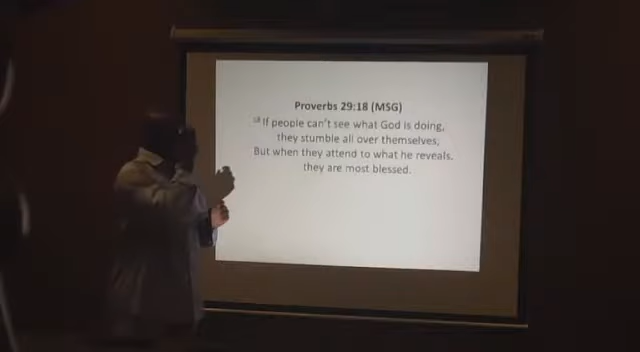 Proverbs 29:18 (MSG)
18 If people can't see what God is doing,
they stumble all over themselves;
But when they attend to what he reveals,
they are most blessed.